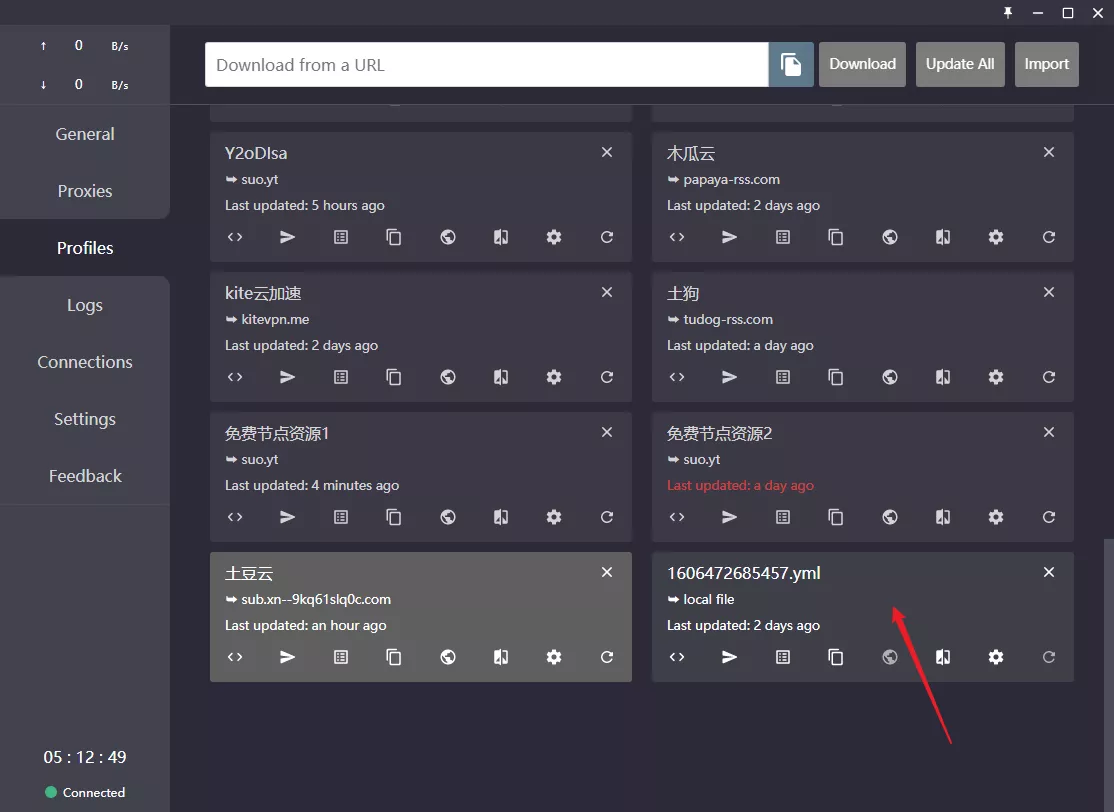 ↑ 0 B/s
↓ 0 B/s
Download from a URL
Download
Update All
Import
General
Proxies
Profiles
Logs
Connections
Settings
Feedback
05 : 12 : 49
Connected
Y2oDIsa
suo.yt
Last updated: 5 hours ago
木瓜云
papaya-rss.com
Last updated: 2 days ago
kite云加速
kitevpn.me
Last updated: 2 days ago
土狗
tudog-rss.com
Last updated: a day ago
免费节点资源1
suo.yt
Last updated: 4 minutes ago
免费节点资源2
suo.yt
Last updated: a day ago
土豆云
sub.xn--9kq61slq0c.com
Last updated: an hour ago
1606472685457.yml
local file
Last updated: 2 days ago